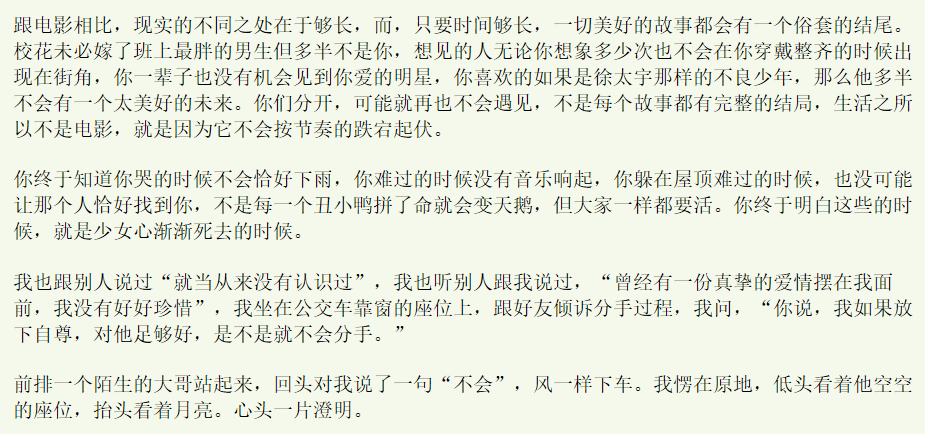 跟电影相比，现实的不同之处在于够长，而，只要时间够长，一切美好的故事都会有一个俗套的结尾。
校花未必嫁了班上最胖的男生但多半不是你，想见的人无论你想象多少次也不会在你穿戴整齐的时候出
现在街角，你一辈子也没有机会见到你爱的明星，你喜欢的如果是徐太宇那样的不良少年，那么他多半
不会有一个太美好的未来。你们分开，可能就再也不会遇见，不是每个故事都有完整的结局，生活之所
以不是电影，就是因为它不会按节奏的跌宕起伏。
你终于知道你哭的时候不会恰好下雨，你难过的时候没有音乐响起，你躲在屋顶难过的时候，也没可能
让那个人恰好找到你，不是每一个丑小鸭拼了命就会变天鹅，但大家一样都要活。你终于明白这些的时
候，就是少女心渐渐死去的时候。
我也跟别人说过“就当从来没有认识过”，我也听别人跟我说过，“曾经有一份真挚的爱情摆在我面
前，我没有好好珍惜”，我坐在公交车靠窗的座位上，跟好友倾诉分手过程，我问，“你说，我如果放
下自尊，对他足够好，是不是就不会分手。”
前排一个陌生的大哥站起来，回头对我说了一句“不会”，风一样下车。我愣在原地，低头看着他空空
的座位，抬头看着月亮。心头一片澄明。